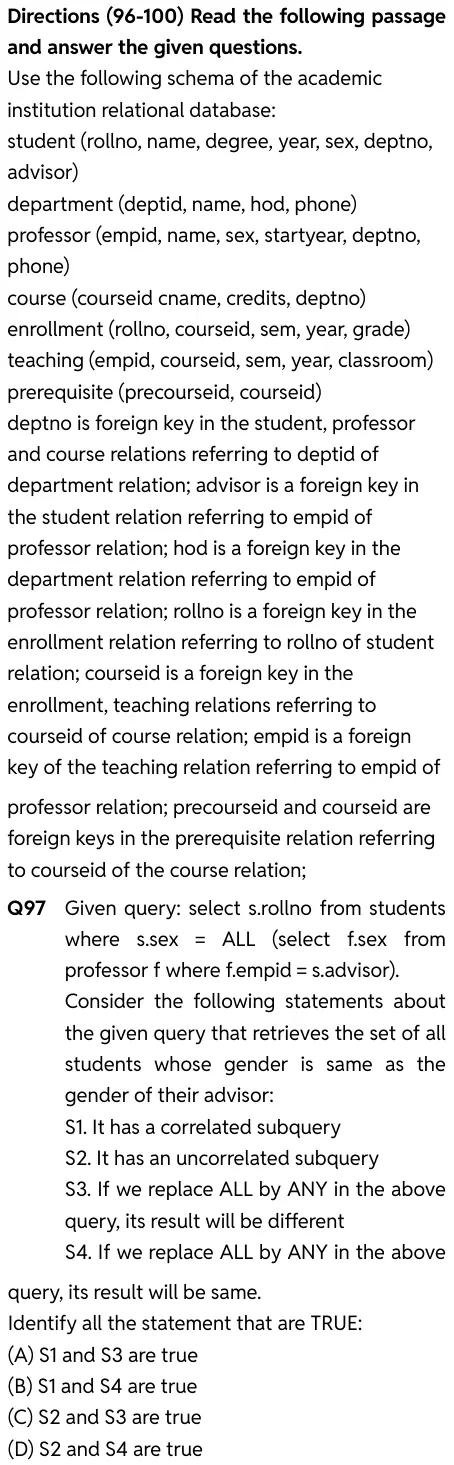 Directions (96-100) Read the following passage
and answer the given questions.
Use the following schema of the academic
institution relational database:
student (rollno, name, degree, year, sex, deptno,
advisor)
department (deptid, name, hod, phone)
professor (empid, name, sex, startyear, deptno,
phone)
course (courseid cname, credits, deptno)
enrollment (rollno, courseid, sem, year, grade)
teaching (empid, courseid, sem, year, classroom)
prerequisite (precourseid, courseid)
deptno is foreign key in the student, professor
and course relations referring to deptid of
department relation; advisor is a foreign key in
the student relation referring to empid of
professor relation; hod is a foreign key in the
department relation referring to empid of
professor relation; rollno is a foreign key in the
enrollment relation referring to rollno of student
relation; courseid is a foreign key in the
enrollment, teaching relations referring to
courseid of course relation; empid is a foreign
key of the teaching relation referring to empid of
professor relation; precourseid and courseid are
foreign keys in the prerequisite relation referring
to courseid of the course relation;
Q97 Given query: select s.rollno from students
where s.sex = ALL (select f.sex from
professor f where f.empid = s.advisor).
Consider the following statements about
the given query that retrieves the set of all
students whose gender is same as the
gender of their advisor:
S1. It has a correlated subquery
S2. It has an uncorrelated subquery
S3. If we replace ALL by ANY in the above
query, its result will be different
S4. If we replace ALL by ANY in the above
query, its result will be same.
Identify all the statement that are TRUE:
(A) S1 and S3 are true
(B) S1 and S4 are true
(C) S2 and S3 are true
(D) S2 and S4 are true